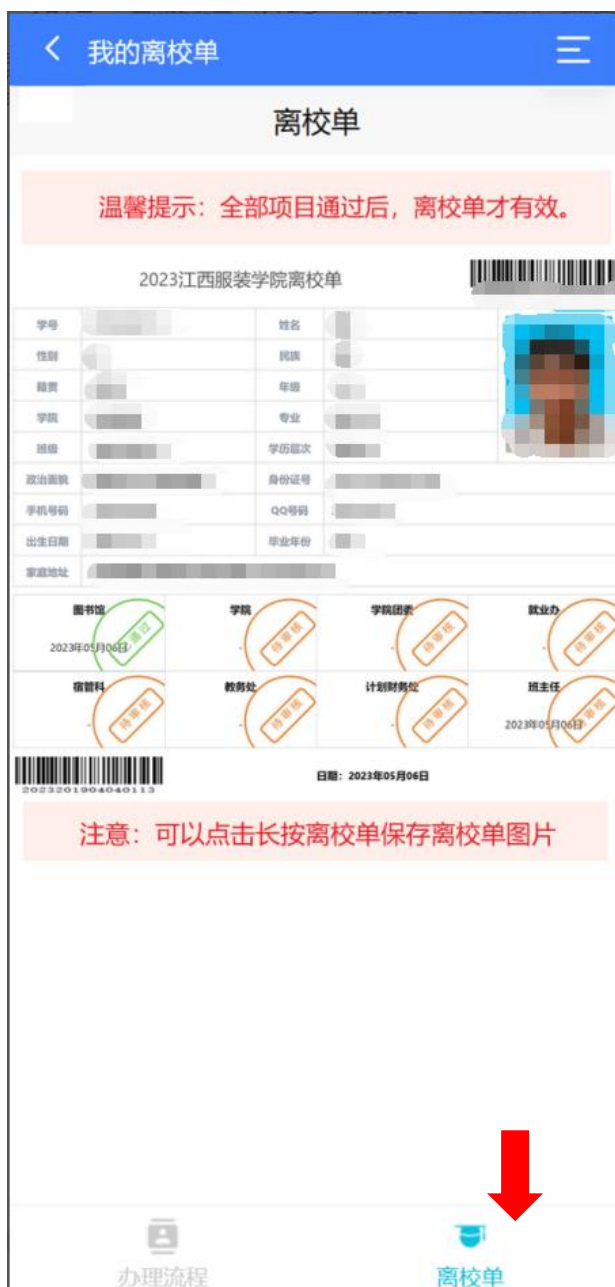 我的离校单
离校单
温馨提示：全部项目通过后，离校单才有效。
2023江西服装学院离校单
学号 姓名
性别 民族
籍贯 年级
学院 专业
班级 学历层次
政治面貌 身份证号
手机号码 QQ号码
出生日期 毕业年份
家庭地址
图书馆 学院 学院团委 就业办
已通过 待审核 待审核 待审核
2023年05月06日 - - -
宿管科 教务处 计划财务处 班主任
待审核 待审核 待审核 待审核
- - - 2023年05月06日
2023201904040113
日期：2023年05月06日
注意：可以点击长按离校单保存离校单图片
办理流程 离校单